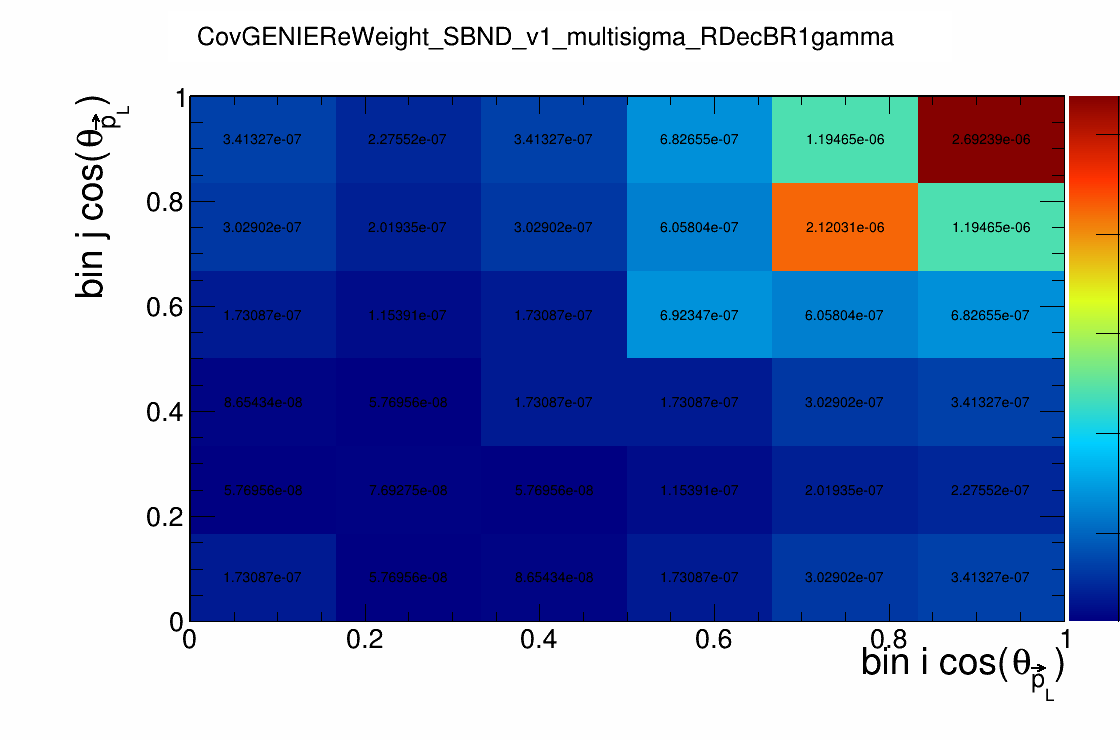 CovGENIEReWeight_SBND_v1_multisigma_RDecBR1gamma
bin j cos(θp⃗L)
1
3.41327e-07 2.27552e-07 3.41327e-07 6.82655e-07 1.19465e-06 2.69239e-06
0.8
3.02902e-07 2.01935e-07 3.02902e-07 6.05804e-07 2.12031e-06 1.19465e-06
0.6
1.73087e-07 1.15391e-07 1.73087e-07 6.92347e-07 6.05804e-07 6.82655e-07
0.4
8.65434e-08 5.76956e-08 1.73087e-07 1.73087e-07 3.02902e-07 3.41327e-07
5.76956e-08 7.69275e-08 5.76956e-08 1.15391e-07 2.01935e-07 2.27552e-07
0.2
1.73087e-07 5.76956e-08 8.65434e-08 1.73087e-07 3.02902e-07 3.41327e-07
0
0 0.2 0.4 0.6 0.8 1
bin i cos(θp⃗L)